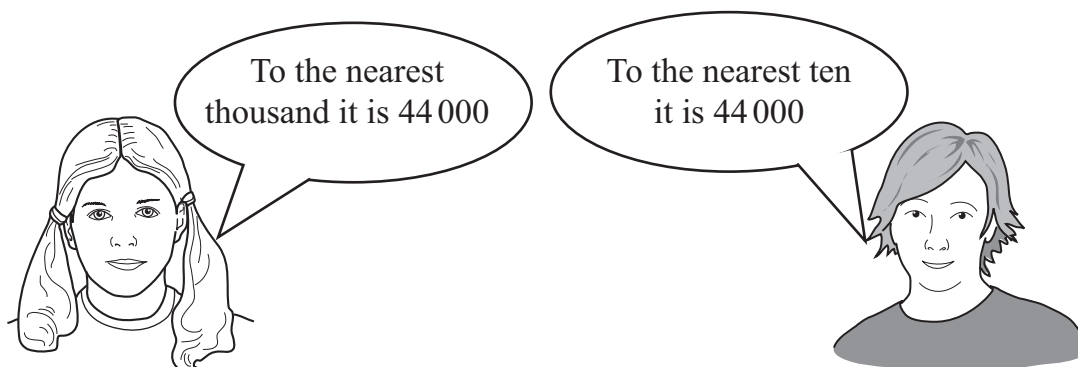 To the nearest
thousand it is 44 000
To the nearest ten
it is 44 000